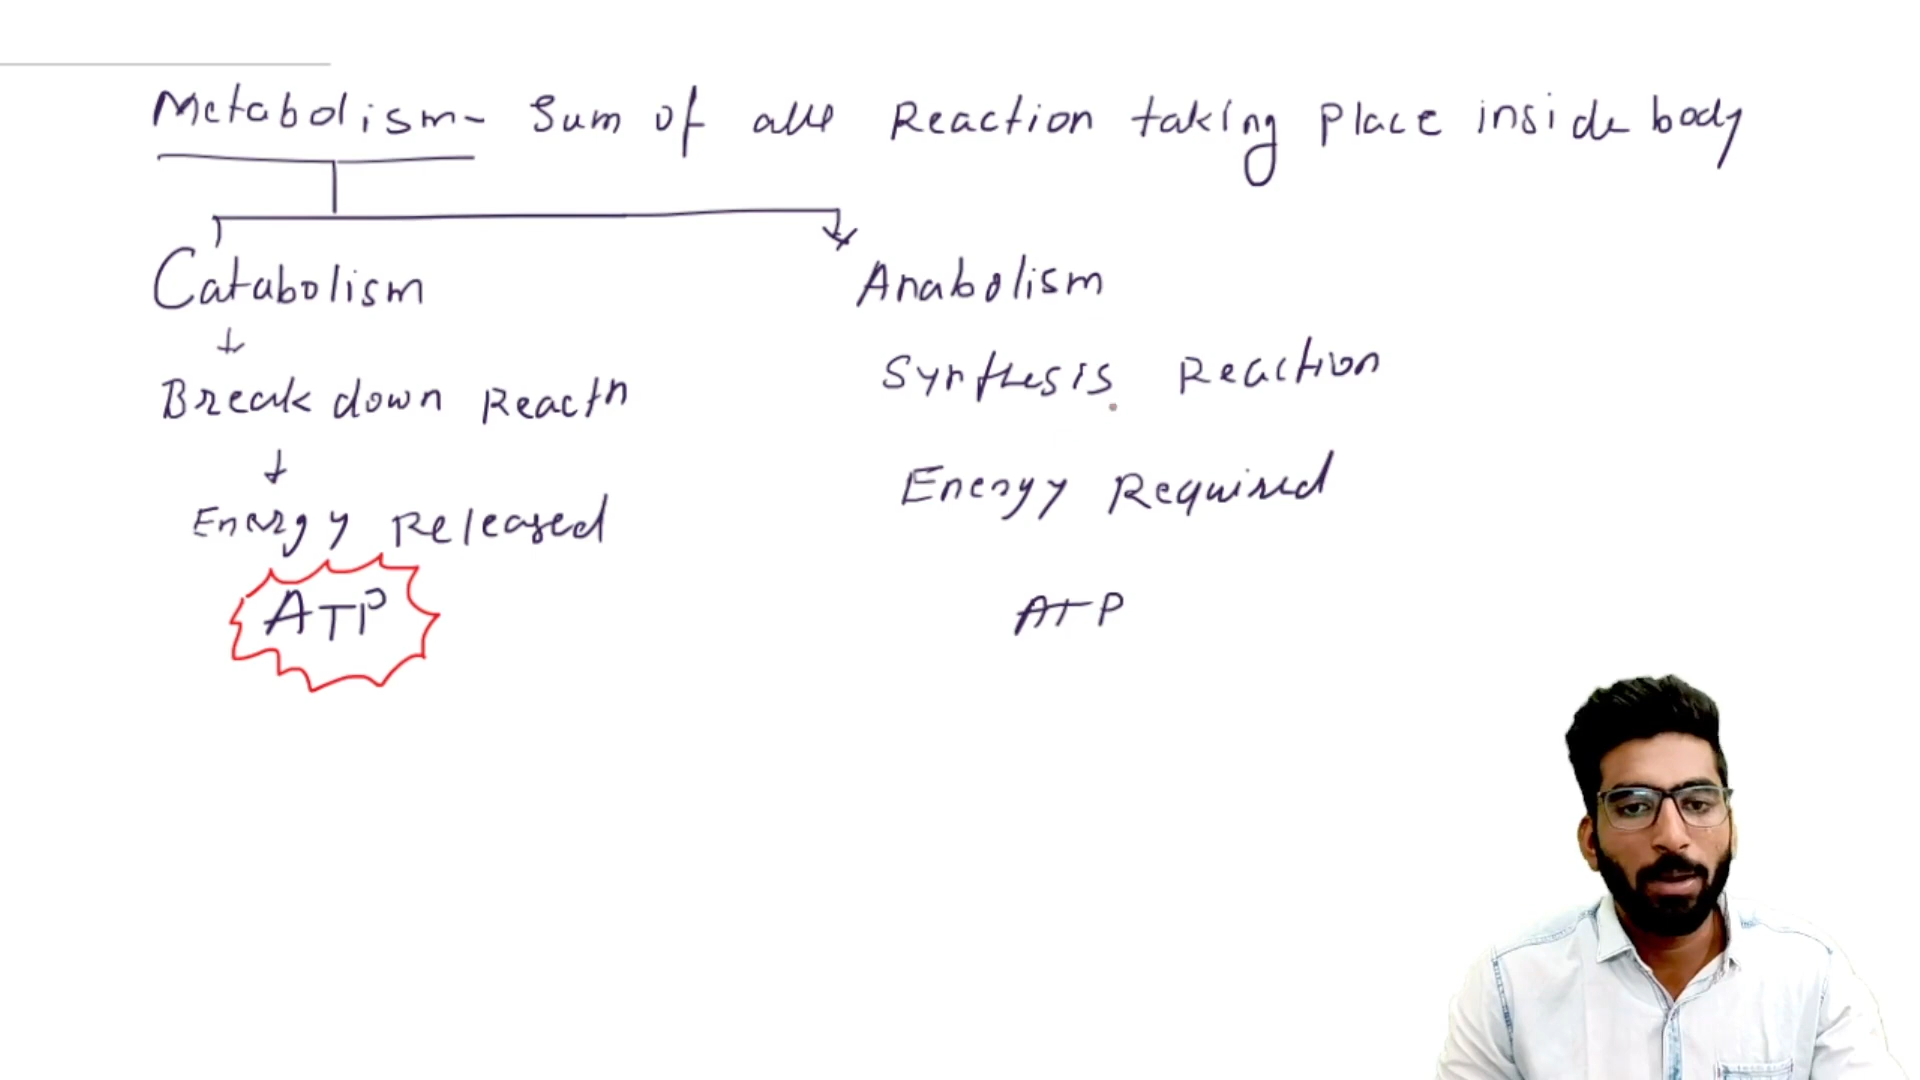 Metabolism - Sum of all Reaction taking place inside body
Catabolism
Anabolism
Break down Reactn
Synthesis Reaction
Energy Released
Energy Required
ATP
ATP